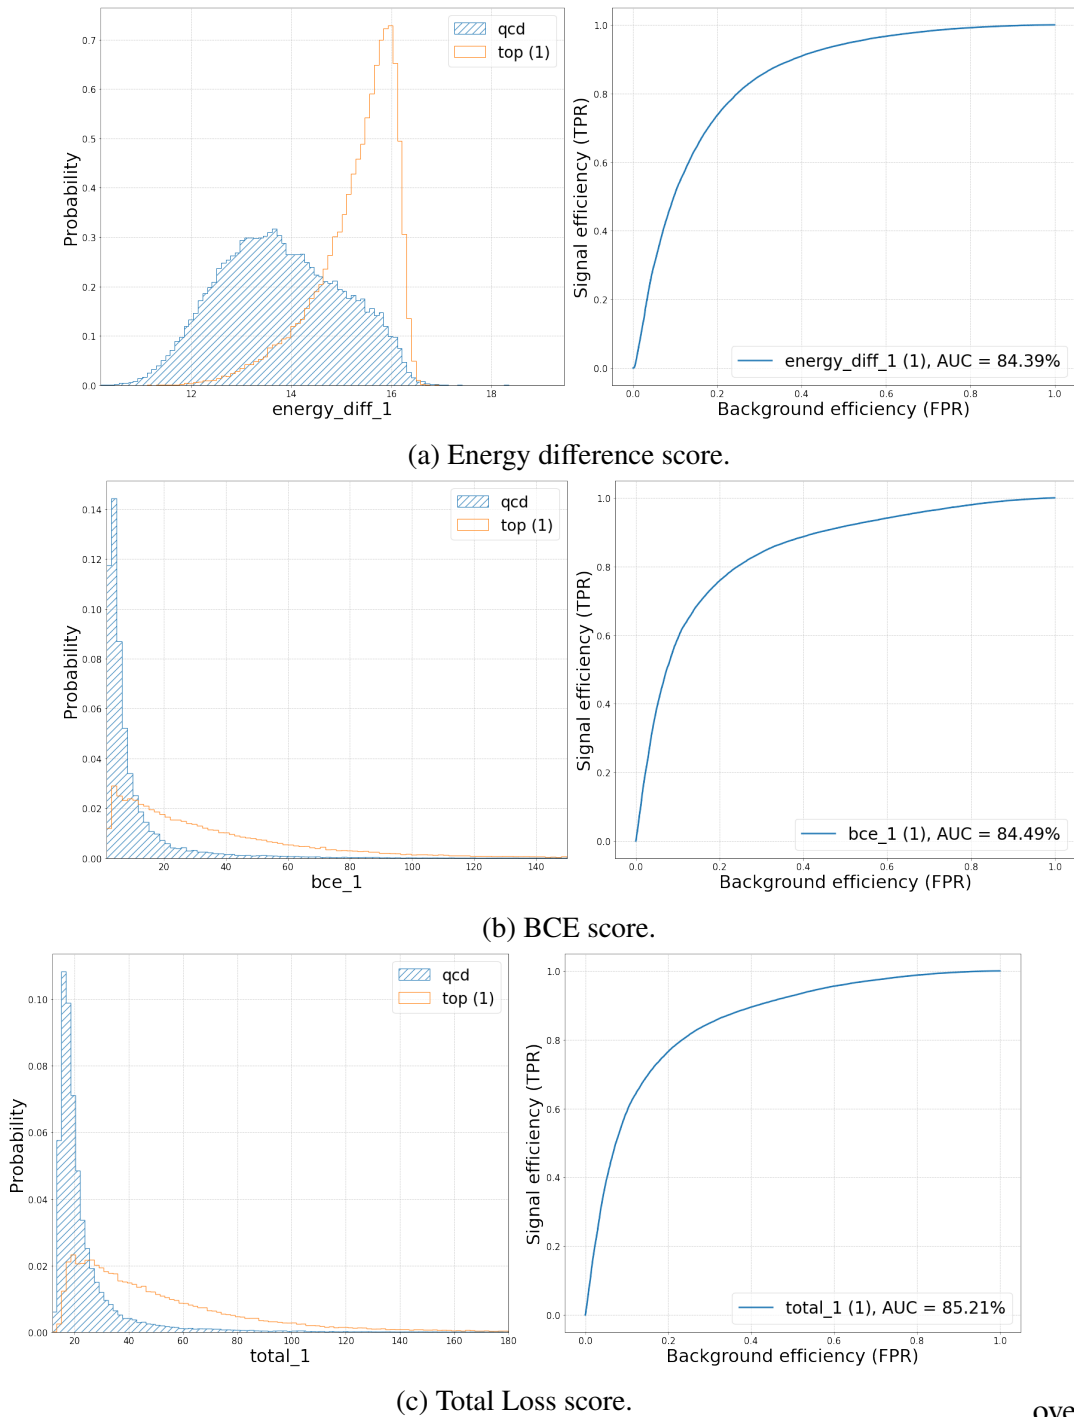 qcd
top (1)
0.7
0.6
0.5
0.4
0.3
0.2
0.1
0.0
Probability
12 14 16 18
energy_diff_1
1.0
0.8
0.6
0.4
0.2
0.0
Signal efficiency (TPR)
energy_diff_1 (1), AUC = 84.39%
0.0 0.2 0.4 0.6 0.8 1.0
Background efficiency (FPR)
(a) Energy difference score.
qcd
top (1)
0.14
0.12
0.10
0.08
0.06
0.04
0.02
0.00
Probability
20 40 60 80 100 120 140
bce_1
1.0
0.8
0.6
0.4
0.2
0.0
Signal efficiency (TPR)
bce_1 (1), AUC = 84.49%
0.0 0.2 0.4 0.6 0.8 1.0
Background efficiency (FPR)
(b) BCE score.
qcd
top (1)
0.10
0.08
0.06
0.04
0.02
0.00
Probability
20 40 60 80 100 120 140 160 180
total_1
1.0
0.8
0.6
0.4
0.2
0.0
Signal efficiency (TPR)
total_1 (1), AUC = 85.21%
0.0 0.2 0.4 0.6 0.8 1.0
Background efficiency (FPR)
(c) Total Loss score.